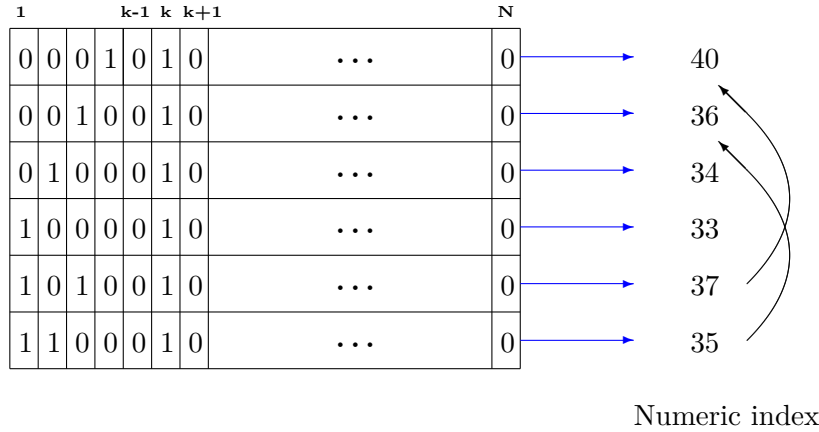 1 k-1 k k+1 N
0 0 0 1 0 1 0 ... 0 40
0 0 1 0 0 1 0 ... 0 36
0 1 0 0 0 1 0 ... 0 34
1 0 0 0 0 1 0 ... 0 33
1 0 1 0 0 1 0 ... 0 37
1 1 0 0 0 1 0 ... 0 35
Numeric index